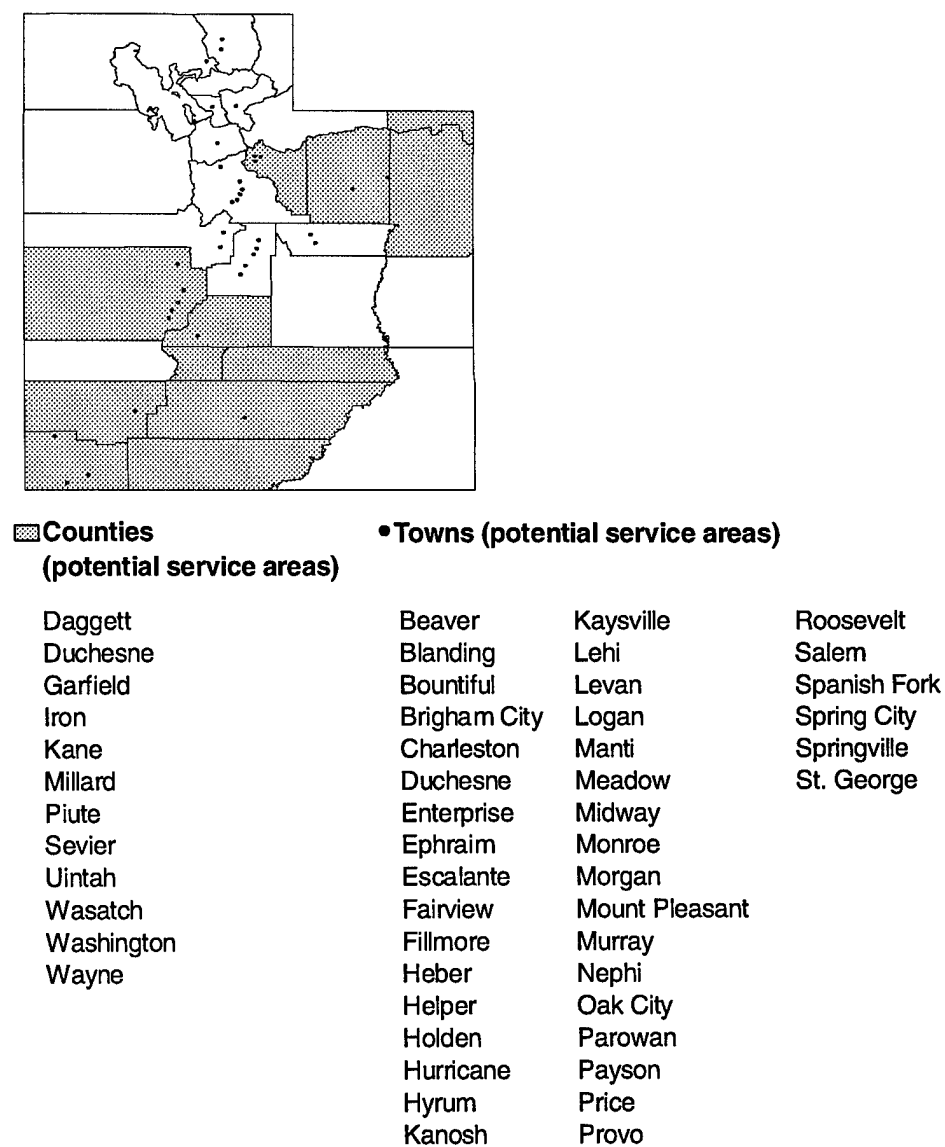 Counties
(potential service areas)
Daggett
Duchesne
Garfield
Iron
Kane
Millard
Piute
Sevier
Uintah
Wasatch
Washington
Wayne
•Towns (potential service areas)
Beaver
Blanding
Bountiful
Brigham City
Charleston
Duchesne
Enterprise
Ephraim
Escalante
Fairview
Fillmore
Heber
Helper
Holden
Hurricane
Hyrum
Kanosh
Kaysville
Lehi
Levan
Logan
Manti
Meadow
Midway
Monroe
Morgan
Mount Pleasant
Murray
Nephi
Oak City
Parowan
Payson
Price
Provo
Roosevelt
Salem
Spanish Fork
Spring City
Springville
St. George